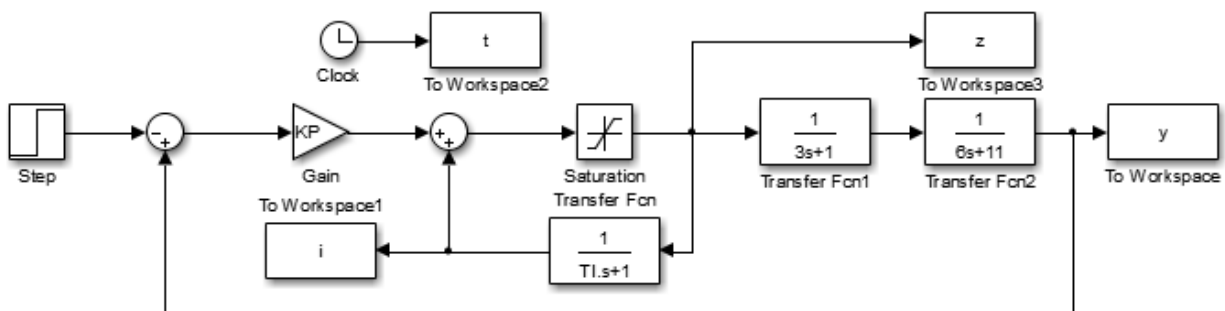 t
z
Clock
To Workspace2
To Workspace3
- +
KP
+ +
1
3s+1
1
6s+11
y
Step
Gain
Saturation
Transfer Fcn1
Transfer Fcn2
To Workspace
To Workspace1
Transfer Fcn
i
1
TI.s+1